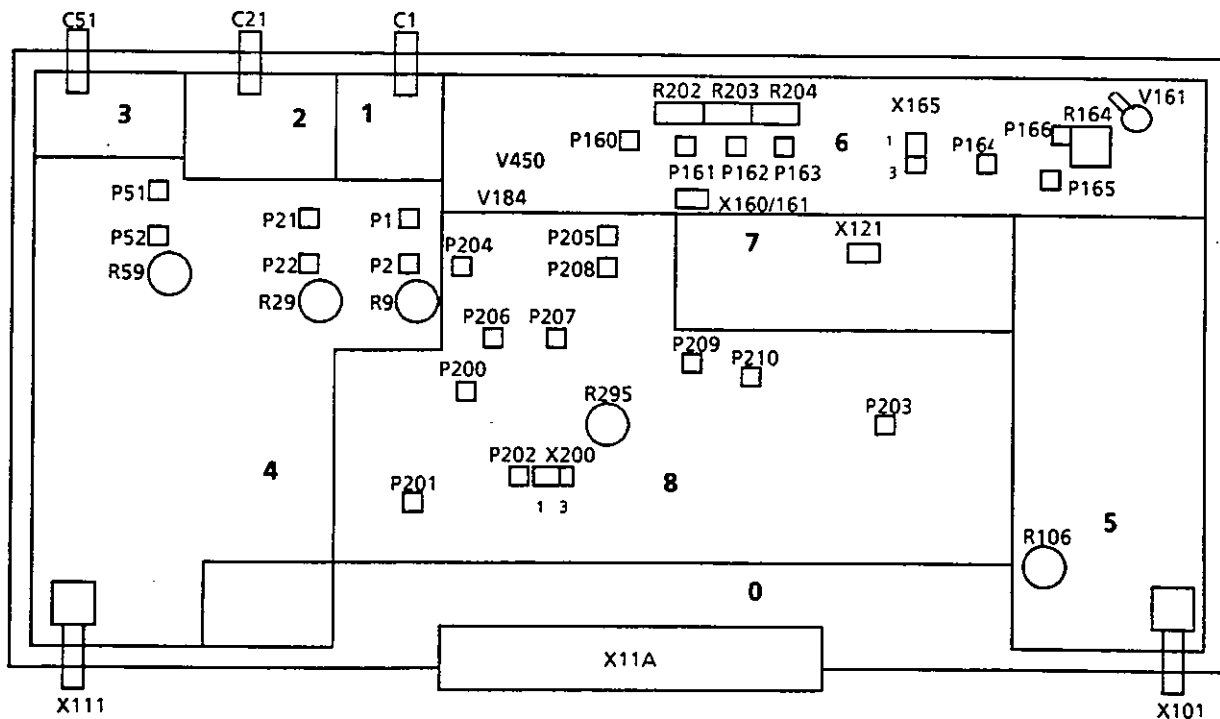 C51
C21
C1
3
2
1
R202
R203
R204
X165
R164
V161
P160
1
3
6
P164
P166
V450
P161
P162
P163
P165
V184
X160/161
P51
P21
P1
P205
7
X121
P52
P22
P2
P204
P208
R59
R29
R9
P206
P207
P209
P210
P200
R295
P203
4
P202
X200
8
P201
1
3
5
R106
0
X11A
X111
X101